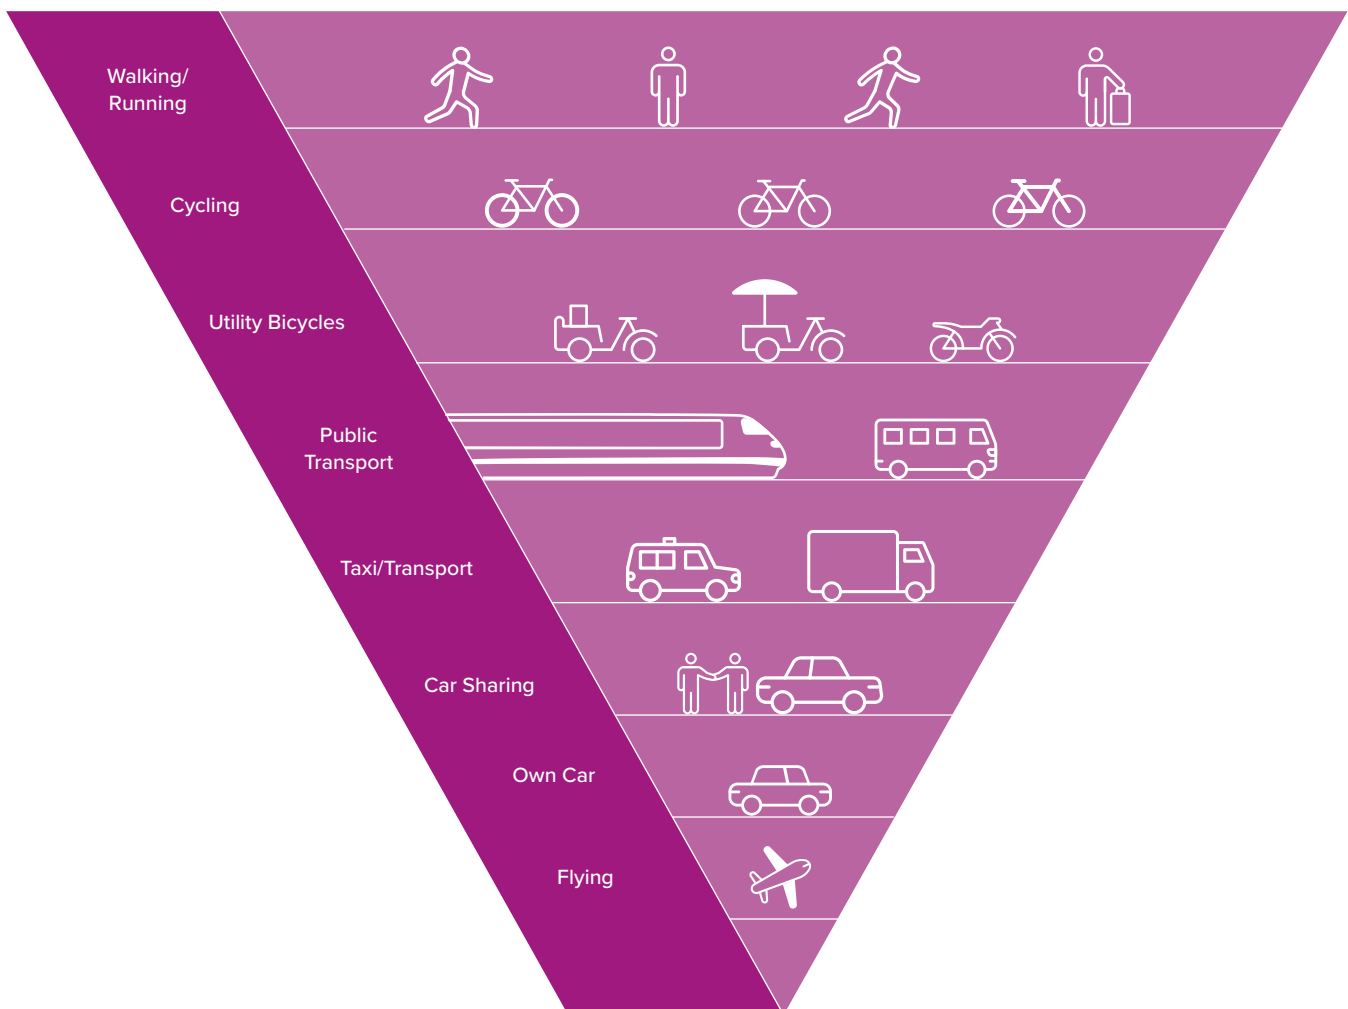 Walking/
Running
Cycling
Utility Bicycles
Public
Transport
Taxi/Transport
Car Sharing
Own Car
Flying